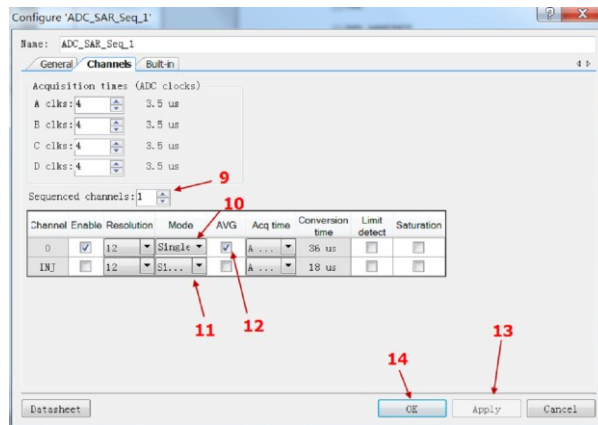 Configure 'ADC_SAR_Seq_1'
Name: ADC_SAR_Seq_1
General Channels Built-in
Acquisition times (ADC clocks)
A clks: 4 3.5 us
B clks: 4 3.5 us
C clks: 4 3.5 us
D clks: 4 3.5 us
9
Sequenced channels: 1
10
Channel Enable Resolution Mode AVG Acq time Conversion time Limit detect Saturation
0 12 Single A ... 36 us
INJ 12 Si... A ... 18 us
11 12
13
14
Datasheet OK Apply Cancel